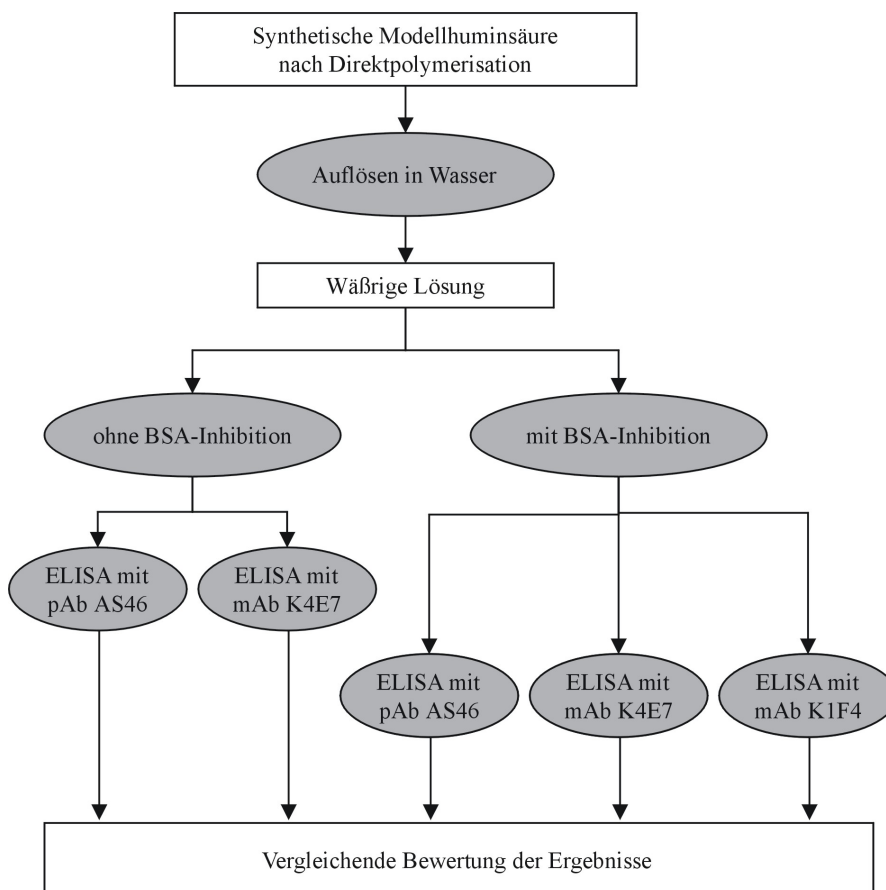 Synthetische Modellhuminsäure
nach Direktpolymerisation
Auflösen in Wasser
Wäßrige Lösung
ohne BSA-Inhibition
mit BSA-Inhibition
ELISA mit
pAb AS46
ELISA mit
mAb K4E7
ELISA mit
pAb AS46
ELISA mit
mAb K4E7
ELISA mit
mAb K1F4
Vergleichende Bewertung der Ergebnisse